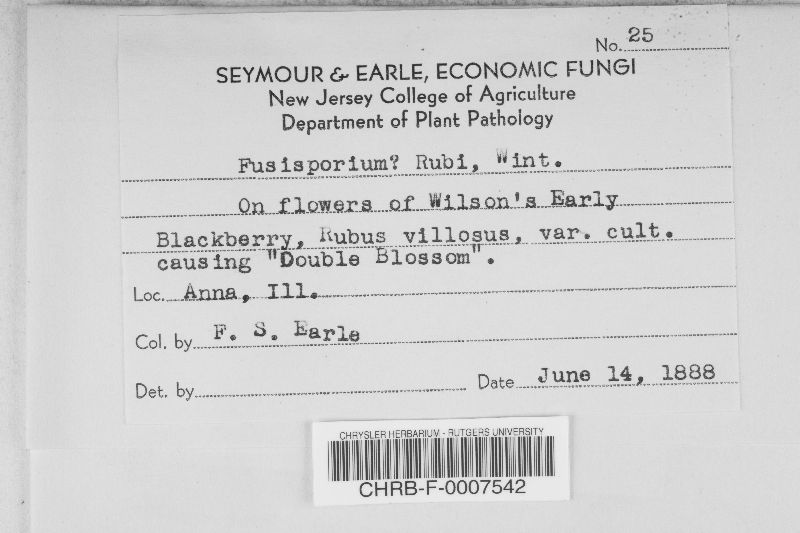 No. 25
SEYMOUR & EARLE, ECONOMIC FUNGI
New Jersey College of Agriculture
Department of Plant Pathology
Fusisporium? Rubi, Wint.
On flowers of Wilson's Early
Blackberry, Rubus villosus, var. cult.
causing "Double Blossom".
Loc. Anna, Ill.
Col. by F. S. Earle
Det. by
Date June 14, 1888
CHRYSLER HERBARIUM - RUTGERS UNIVERSITY
CHRB-F-0007542